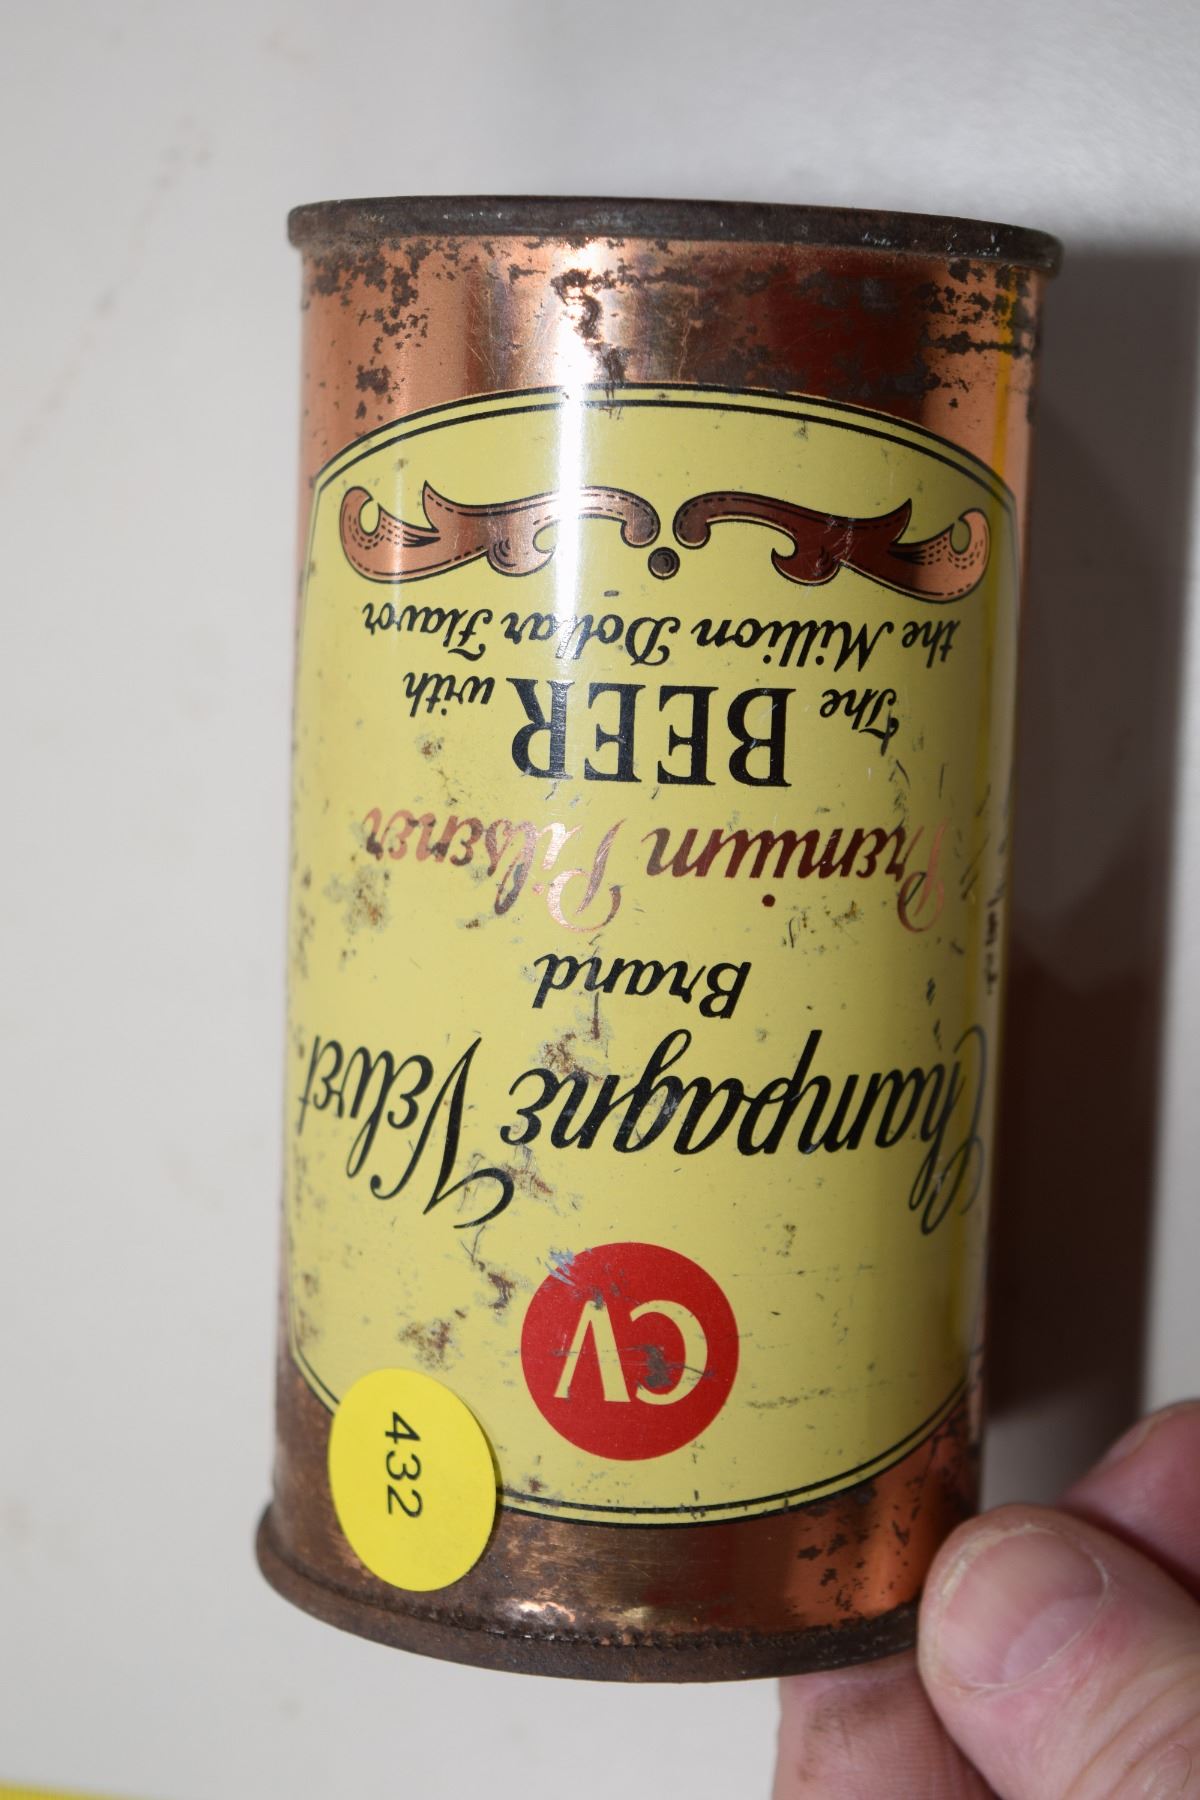 CV
Champagne Velvet
Brand
Premium Pilsener
The BEER with
the Million Dollar Flavor
432